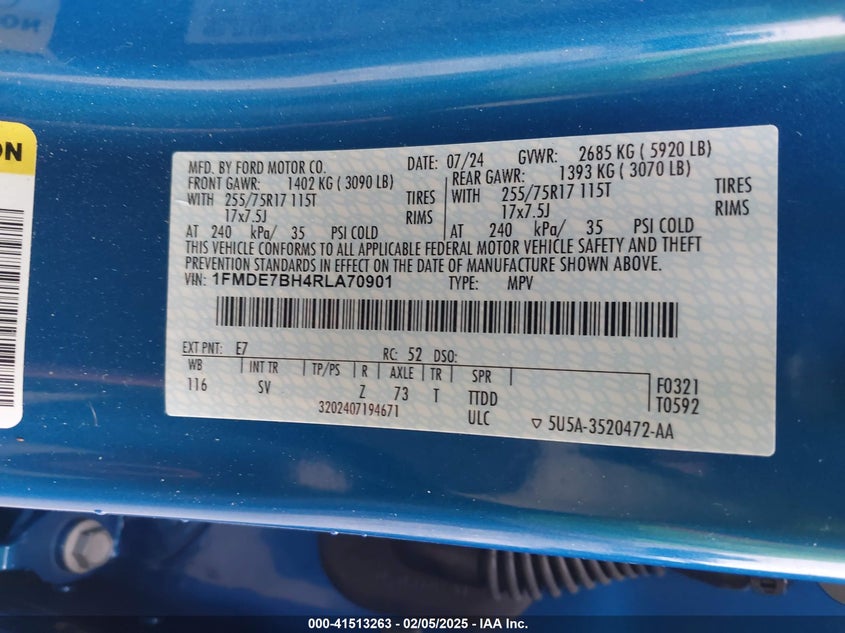 ON
MFD. BY FORD MOTOR CO. DATE: 07/24 GVWR: 2685 KG ( 5920 LB)
FRONT GAWR: 1402 KG ( 3090 LB) REAR GAWR: 1393 KG ( 3070 LB)
WITH 255/75R17 115T TIRES WITH 255/75R17 115T TIRES
17x7.5J RIMS 17x7.5J RIMS
AT 240 kPa/ 35 PSI COLD AT 240 kPa/ 35 PSI COLD
THIS VEHICLE CONFORMS TO ALL APPLICABLE FEDERAL MOTOR VEHICLE SAFETY AND THEFT
PREVENTION STANDARDS IN EFFECT ON THE DATE OF MANUFACTURE SHOWN ABOVE.
VIN: 1FMDE7BH4RLA70901 TYPE: MPV
EXT PNT: E7 RC: 52 DSO:
WB INT TR TP/PS R AXLE TR SPR
116 SV Z 73 T TTDD F0321
3202407194671 ULC T0592
5U5A-3520472-AA
000-41513263 - 02/05/2025 - IAA Inc.